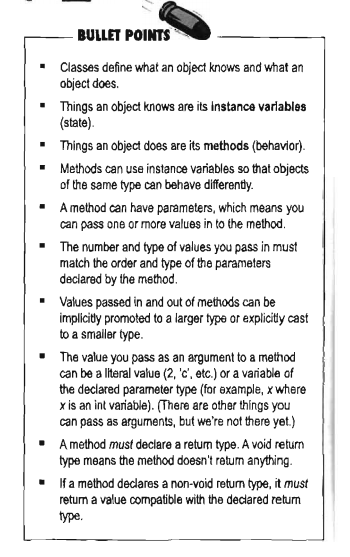 BULLET POINTS
▪ Classes define what an object knows and what an
object does.
▪ Things an object knows are its instance variables
(state).
▪ Things an object does are its methods (behavior).
▪ Methods can use instance variables so that objects
of the same type can behave differently.
▪ A method can have parameters, which means you
can pass one or more values in to the method.
▪ The number and type of values you pass in must
match the order and type of the parameters
declared by the method.
▪ Values passed in and out of methods can be
implicitly promoted to a larger type or explicitly cast
to a smaller type.
▪ The value you pass as an argument to a method
can be a literal value (2, 'c', etc.) or a variable of
the declared parameter type (for example, x where
x is an int variable). (There are other things you
can pass as arguments, but we're not there yet.)
▪ A method must declare a return type. A void return
type means the method doesn't return anything.
▪ If a method declares a non-void return type, it must
return a value compatible with the declared return
type.